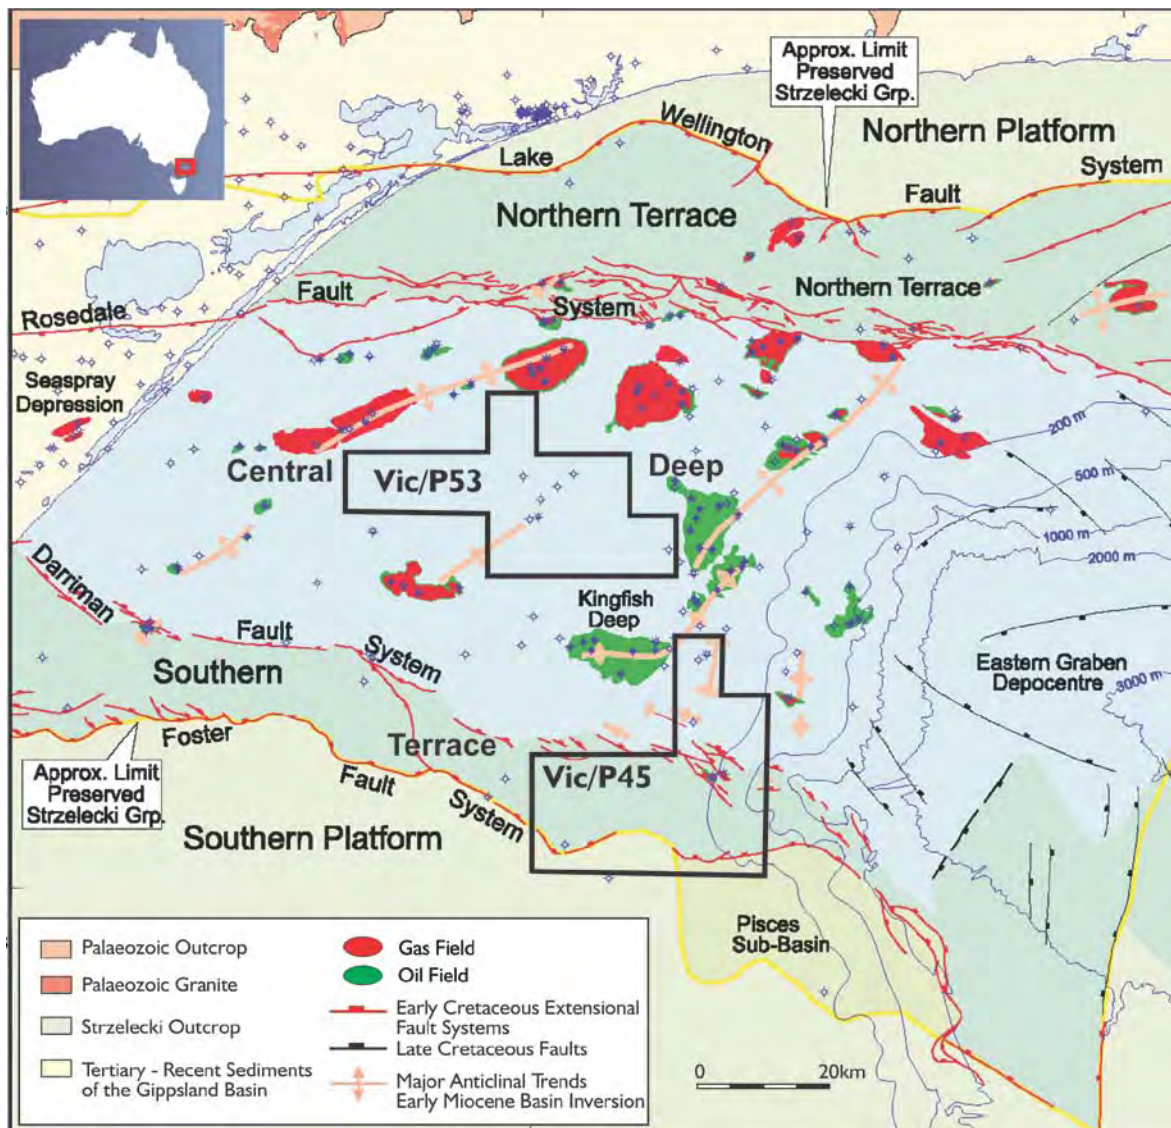 Approx. Limit
Preserved
Strzelecki Grp.
Northern Platform
Wellington
Lake
System
Fault
Northern Terrace
Northern Terrace
Fault
System
Rosedale
Seaspray
Depression
200 m
500 m
1000 m
2000 m
Central
Deep
Vic/P53
Darriman
Kingfish
Deep
Fault
System
Southern
Eastern Graben
Depocentre
3000 m
Foster
Terrace
Approx. Limit
Preserved
Strzelecki Grp.
Fault
System
Vic/P45
Southern Platform
Pisces
Sub-Basin
Palaeozoic Outcrop
Palaeozoic Granite
Strzelecki Outcrop
Tertiary - Recent Sediments
of the Gippsland Basin
Gas Field
Oil Field
Early Cretaceous Extensional
Fault Systems
Late Cretaceous Faults
Major Anticlinal Trends
Early Miocene Basin Inversion
0 20km